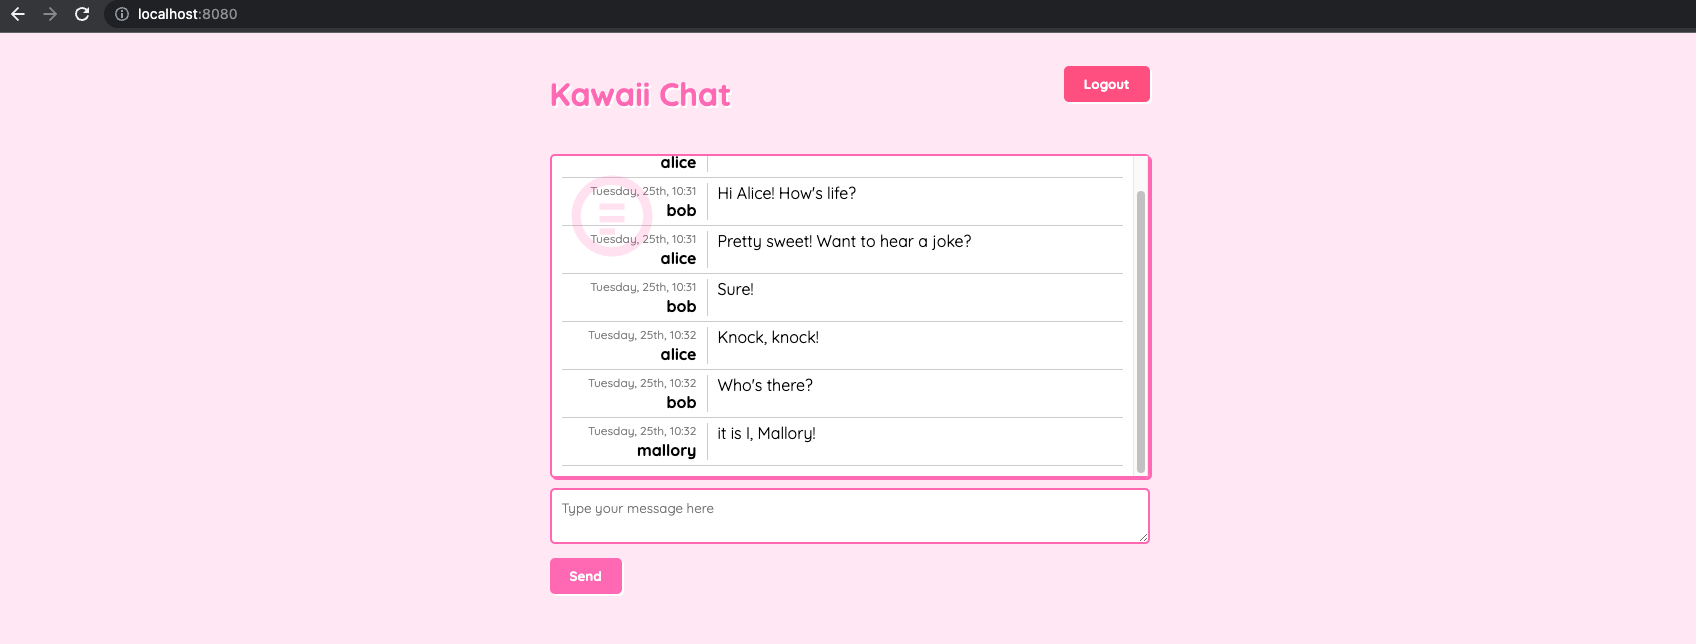 localhost:8080
Kawaii Chat
Logout
alice
Tuesday, 25th, 10:31
bob
Hi Alice! How's life?
Tuesday, 25th, 10:31
alice
Pretty sweet! Want to hear a joke?
Tuesday, 25th, 10:31
bob
Sure!
Tuesday, 25th, 10:32
alice
Knock, knock!
Tuesday, 25th, 10:32
bob
Who's there?
Tuesday, 25th, 10:32
mallory
it is I, Mallory!
Type your message here
Send